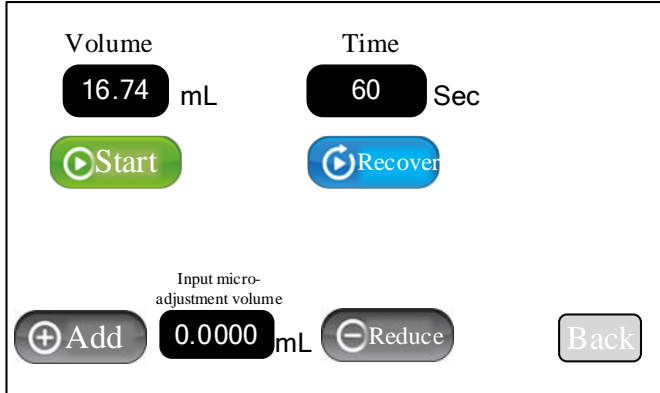 Volume Time
16.74 mL 60 Sec
Start Recover
Input micro-
adjustment volume
Add 0.0000 mL Reduce Back